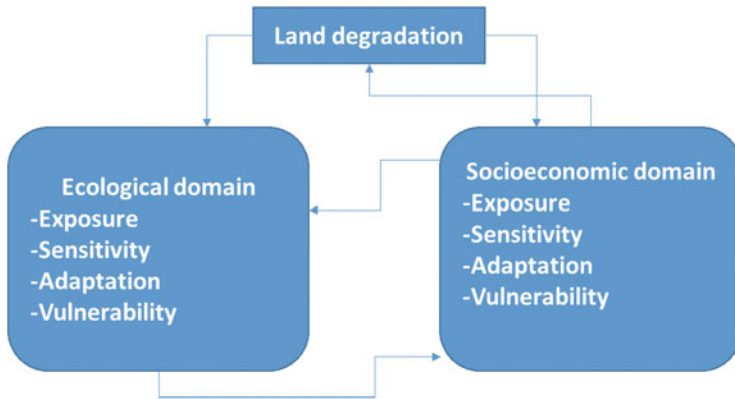 Land degradation
Ecological domain
-Exposure
-Sensitivity
-Adaptation
-Vulnerability
Socioeconomic domain
-Exposure
-Sensitivity
-Adaptation
-Vulnerability